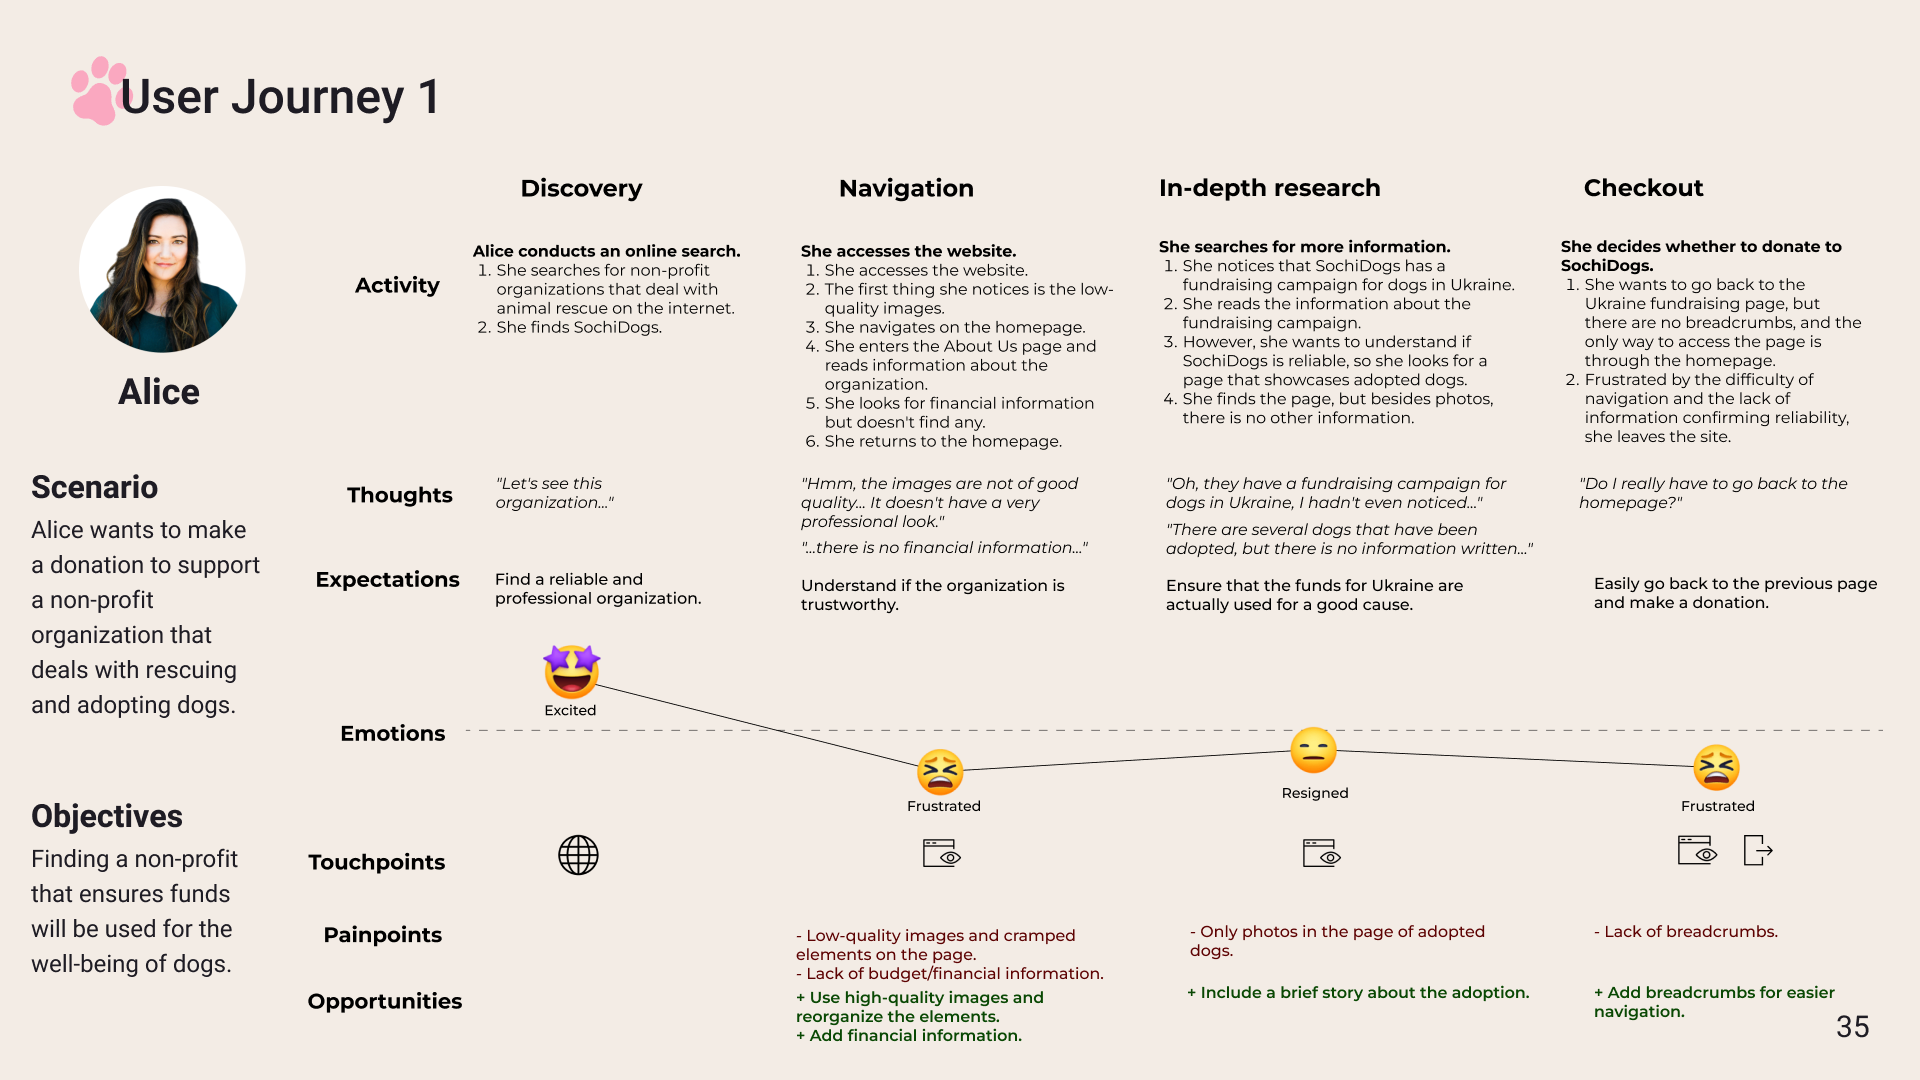 User Journey 1
Alice
Scenario
Alice wants to make
a donation to support
a non-profit
organization that
deals with rescuing
and adopting dogs.
Objectives
Finding a non-profit
that ensures funds
will be used for the
well-being of dogs.
Discovery
Navigation
In-depth research
Checkout
Activity
Alice conducts an online search.
1. She searches for non-profit
organizations that deal with
animal rescue on the internet.
2. She finds SochiDogs.
She accesses the website.
1. She accesses the website.
2. The first thing she notices is the low-
quality images.
3. She navigates on the homepage.
4. She enters the About Us page and
reads information about the
organization.
5. She looks for financial information
but doesn't find any.
6. She returns to the homepage.
She searches for more information.
1. She notices that SochiDogs has a
fundraising campaign for dogs in Ukraine.
2. She reads the information about the
fundraising campaign.
3. However, she wants to understand if
SochiDogs is reliable, so she looks for a
page that showcases adopted dogs.
4. She finds the page, but besides photos,
there is no other information.
She decides whether to donate to
SochiDogs.
1. She wants to go back to the
Ukraine fundraising page, but
there are no breadcrumbs, and the
only way to access the page is
through the homepage.
2. Frustrated by the difficulty of
navigation and the lack of
information confirming reliability,
she leaves the site.
Thoughts
"Let's see this
organization..."
"Hmm, the images are not of good
quality... It doesn't have a very
professional look."
"...there is no financial information..."
"Oh, they have a fundraising campaign for
dogs in Ukraine, I hadn't even noticed..."
"There are several dogs that have been
adopted, but there is no information written..."
"Do I really have to go back to the
homepage?"
Expectations
Find a reliable and
professional organization.
Understand if the organization is
trustworthy.
Ensure that the funds for Ukraine are
actually used for a good cause.
Easily go back to the previous page
and make a donation.
Emotions
Excited
Frustrated
Resigned
Frustrated
Touchpoints
Painpoints
- Low-quality images and cramped
elements on the page.
- Lack of budget/financial information.
- Only photos in the page of adopted
dogs.
- Lack of breadcrumbs.
Opportunities
+ Use high-quality images and
reorganize the elements.
+ Add financial information.
+ Include a brief story about the adoption.
+ Add breadcrumbs for easier
navigation.
35